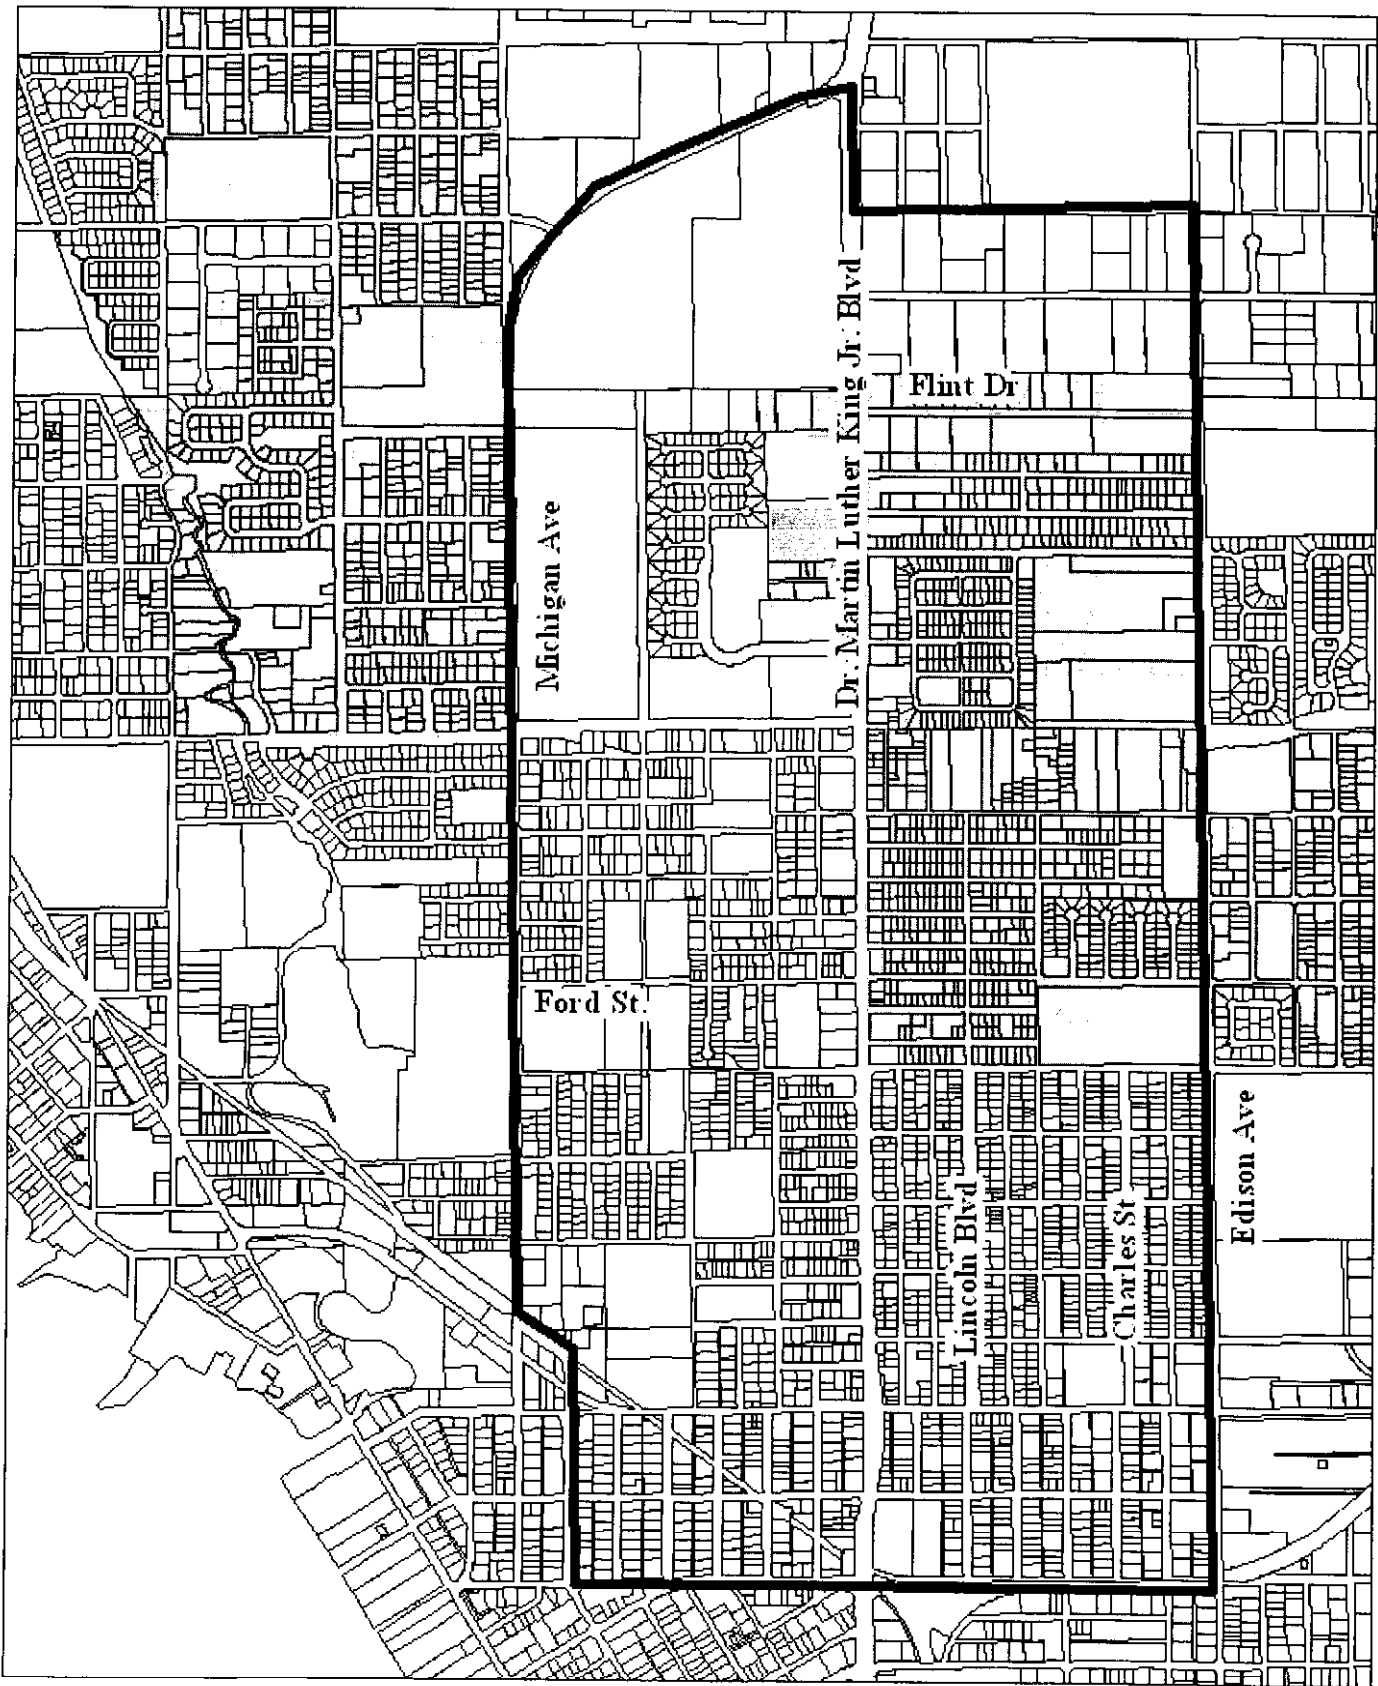 Flint Dr
Dr. Martin Luther King Jr. Blvd
Michigan Ave
Ford St.
Lincoln Blvd
Charles St
Edison Ave